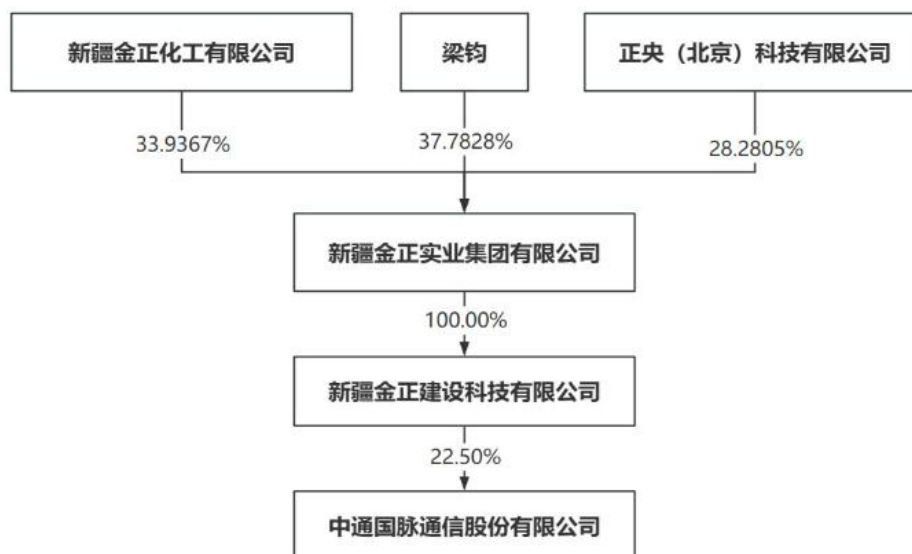 新疆金正化工有限公司
梁钧
正央（北京）科技有限公司
33.9367%
37.7828%
28.2805%
新疆金正实业集团有限公司
100.00%
新疆金正建设科技有限公司
22.50%
中通国脉通信股份有限公司